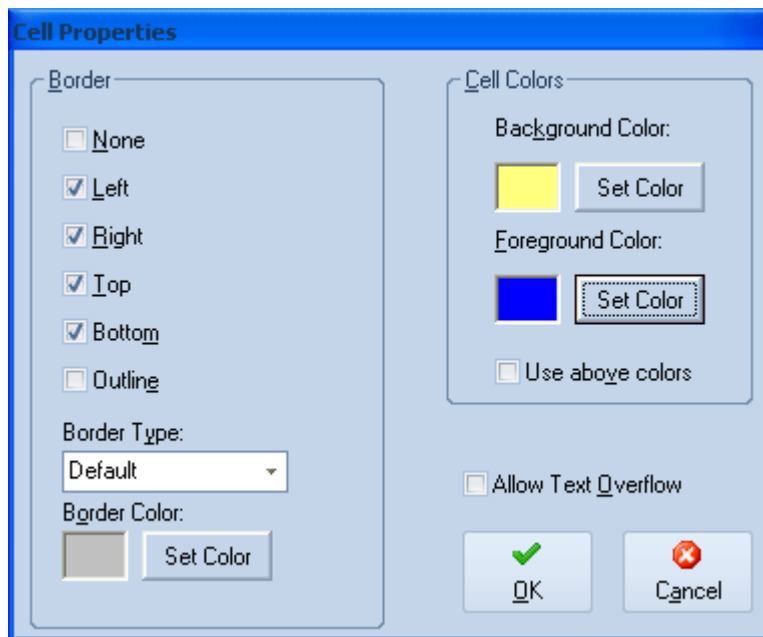 Cell Properties
Border
None
Left
Right
Top
Bottom
Outline
Border Type:
Default
Border Color:
Set Color
Cell Colors
Background Color:
Set Color
Foreground Color:
Set Color
Use above colors
Allow Text Overflow
OK
Cancel